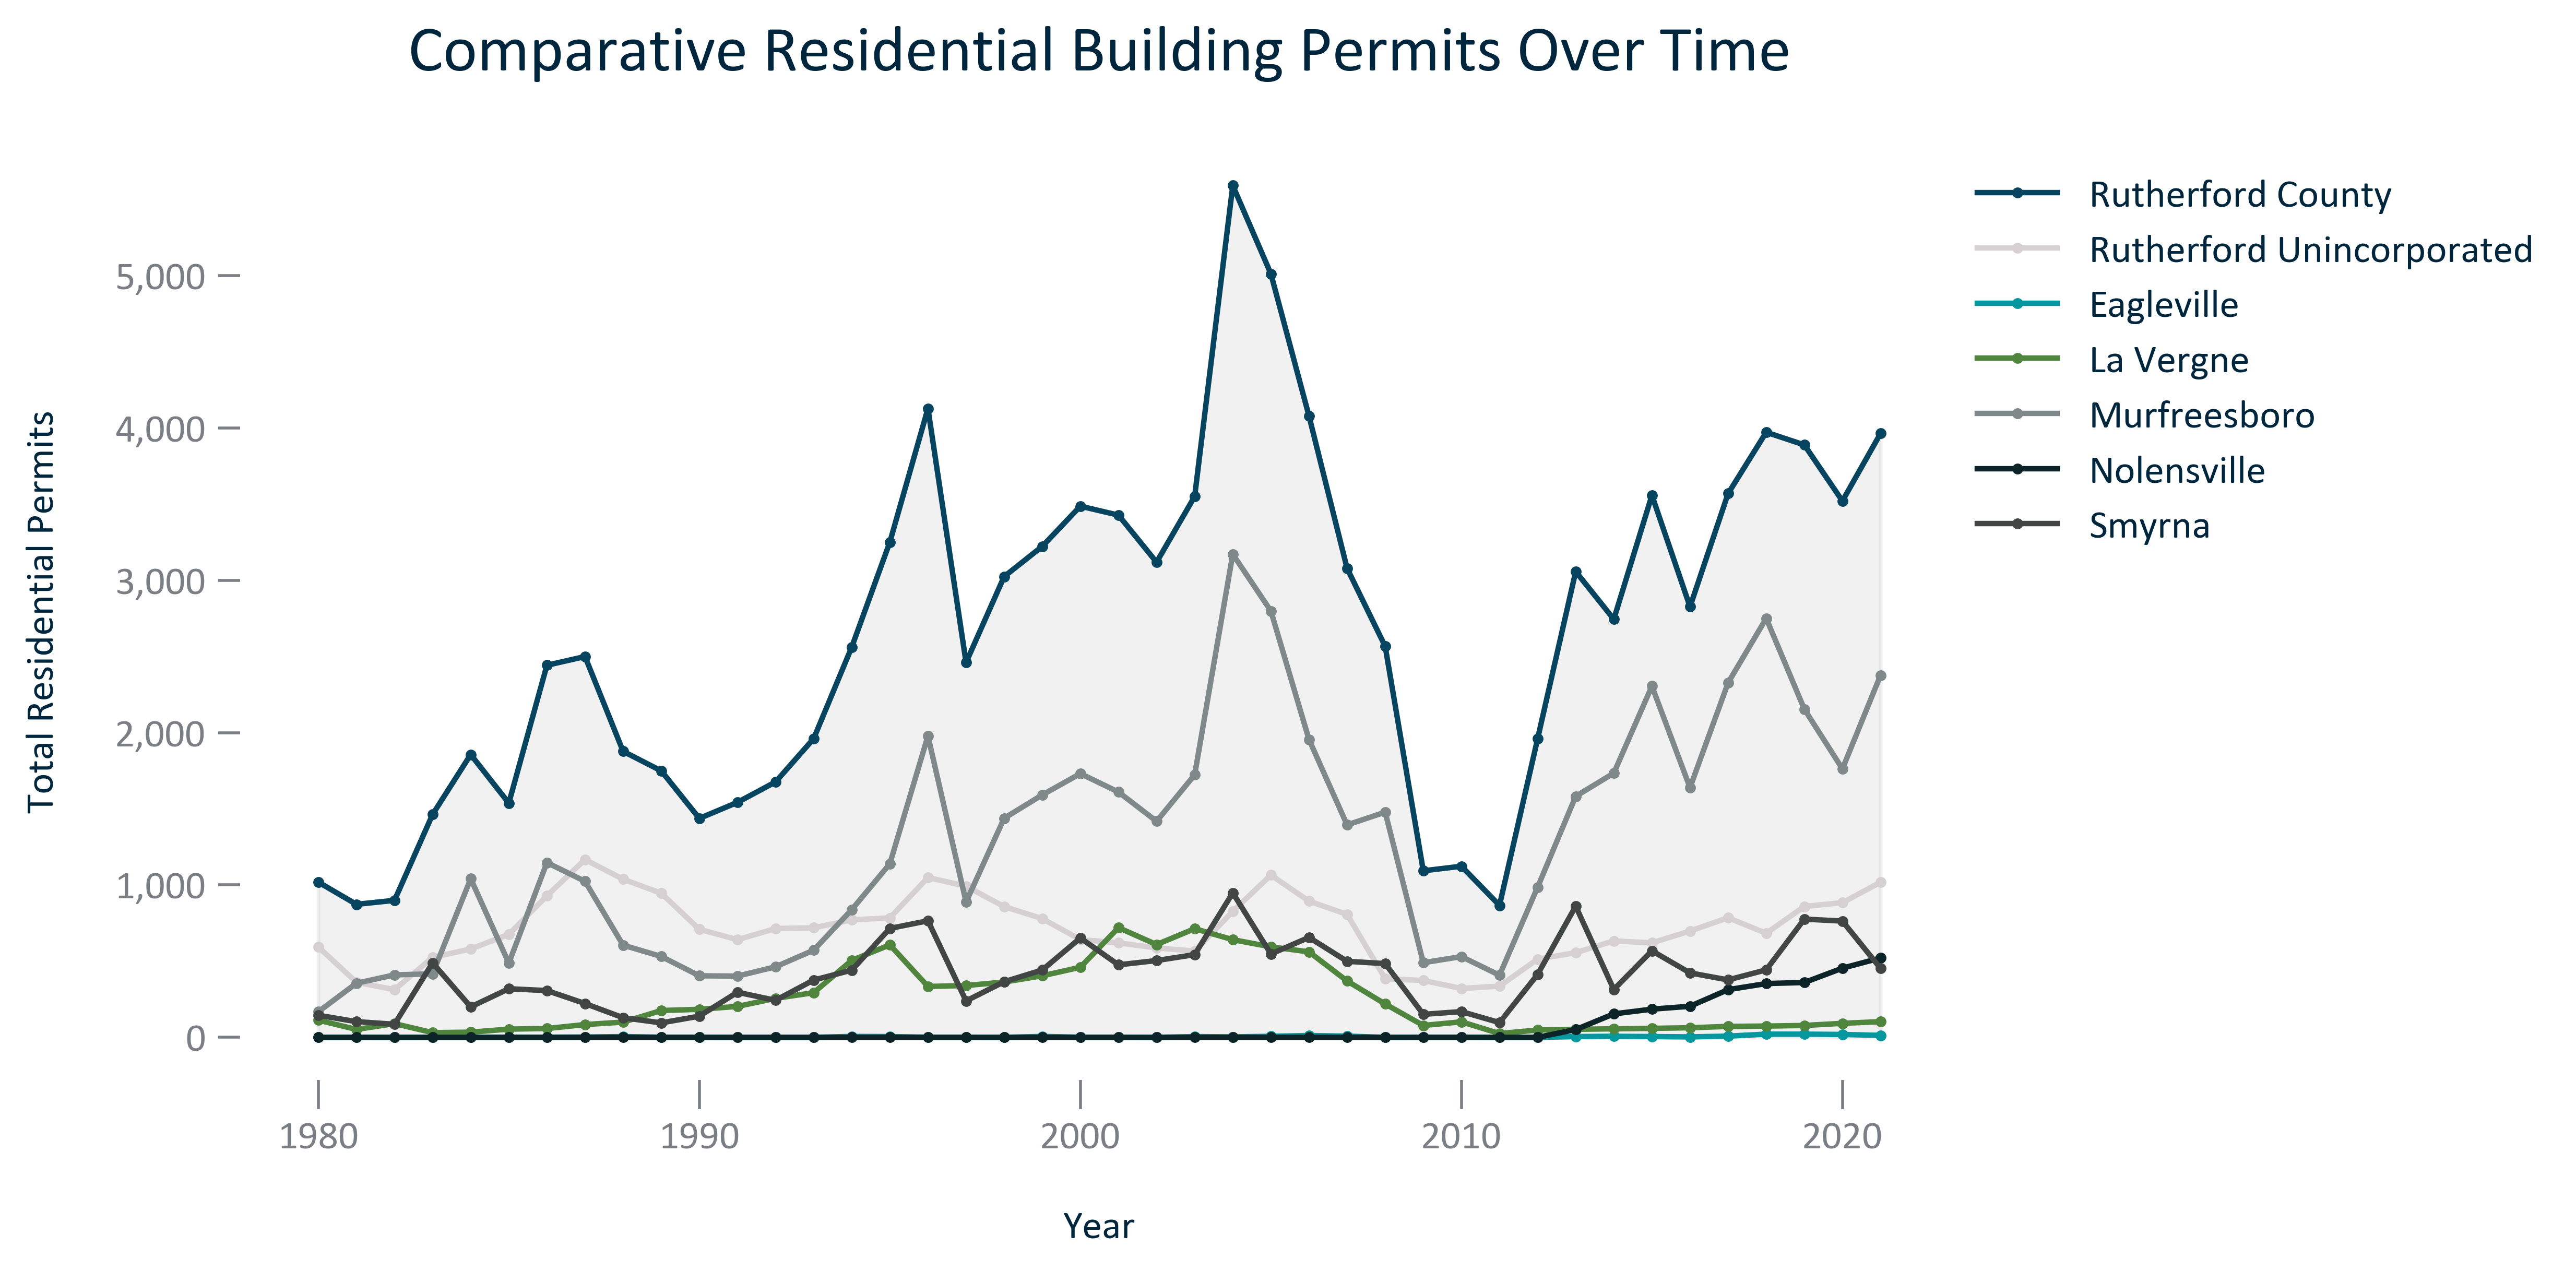 Comparative Residential Building Permits Over Time
Total Residential Permits
5,000
4,000
3,000
2,000
1,000
0
1980
1990
2000
2010
2020
Year
Rutherford County
Rutherford Unincorporated
Eagleville
La Vergne
Murfreesboro
Nolensville
Smyrna